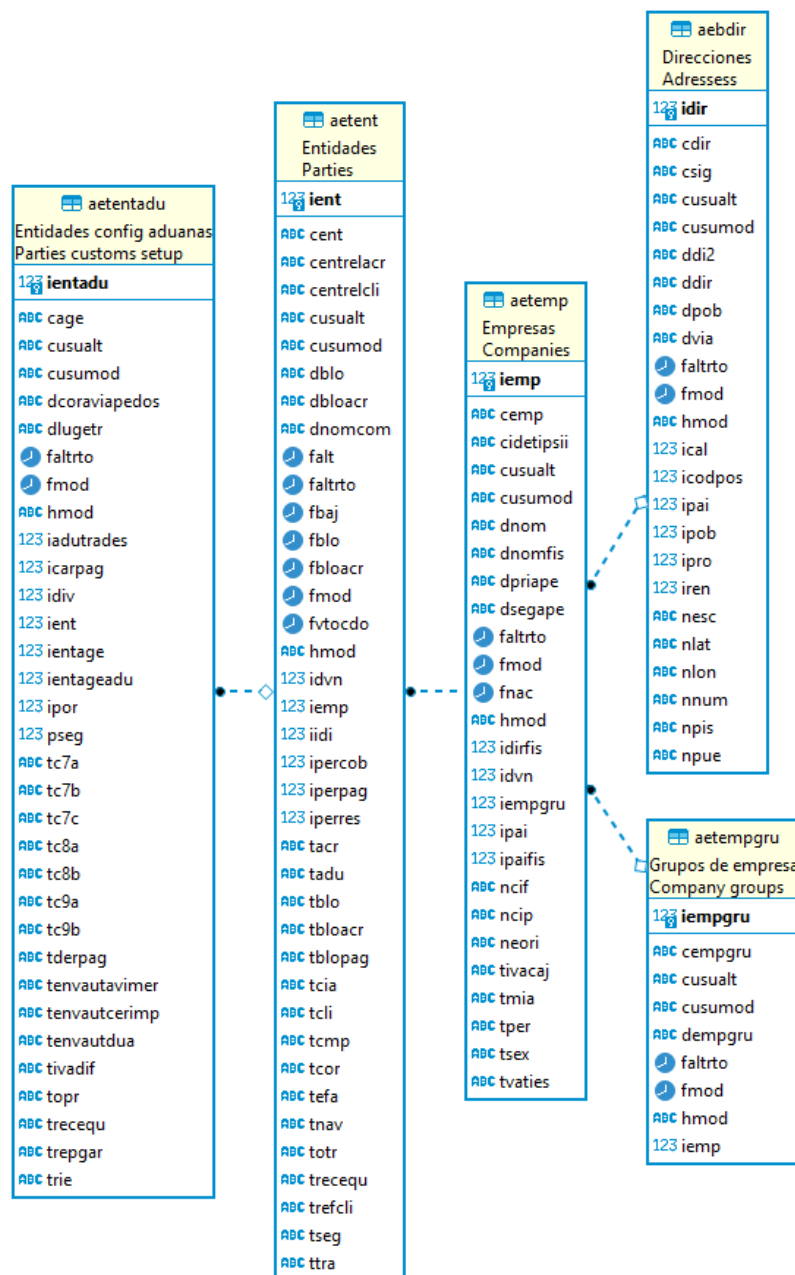 aetentadu
Entidades config aduanas
Parties customs setup
123 ientadu
ABC cage
ABC cusualt
ABC cusumod
ABC dcoraviapedos
ABC dlugetr
faltrto
fmod
ABC hmod
123 iadutrades
123 icarpag
123 idiv
123 ient
123 ientage
123 ientageadu
123 ipor
123 pseg
ABC tc7a
ABC tc7b
ABC tc7c
ABC tc8a
ABC tc8b
ABC tc9a
ABC tc9b
ABC tderpag
ABC tenvautavimer
ABC tenvautcerimp
ABC tenvautdua
ABC tivadif
ABC topr
ABC trecequ
ABC trepgar
ABC trie
aetent
Entidades
Parties
123 ient
ABC cent
ABC centrelacr
ABC centrelcli
ABC cusualt
ABC cusumod
ABC dblo
ABC dbloacr
ABC dnomcom
falt
faltrto
fbaj
fblo
fbloacr
fmod
fvtocdo
ABC hmod
123 idvn
123 iemp
123 iidi
123 ipercob
123 iperpag
123 iperres
ABC tacr
ABC tadu
ABC tblo
ABC tbloacr
ABC tblopag
ABC tcia
ABC tcli
ABC tcmp
ABC tcor
ABC tefa
ABC tnav
ABC totr
ABC trecequ
ABC trefcli
ABC tseg
ABC ttra
aetemp
Empresas
Companies
123 iemp
ABC cemp
ABC cidetipsii
ABC cusualt
ABC cusumod
ABC dnom
ABC dnomfis
ABC dpriape
ABC dsegape
faltrto
fmod
fnac
ABC hmod
123 idirfis
123 idvn
123 iempgru
123 ipai
123 ipaifis
ABC ncif
ABC ncip
ABC neori
ABC tivacaj
ABC tmia
ABC tper
ABC tsex
ABC tvaties
aebdir
Direcciones
Adressess
123 idir
ABC cdir
ABC csig
ABC cusualt
ABC cusumod
ABC ddi2
ABC ddir
ABC dpob
ABC dvia
faltrto
fmod
ABC hmod
123 ical
123 icodpos
123 ipai
123 ipob
123 ipro
123 iren
ABC nesc
ABC nlat
ABC nlon
ABC nnum
ABC npis
ABC npue
aetempgru
Grupos de empresa
Company groups
123 iempgru
ABC cempgru
ABC cusualt
ABC cusumod
ABC dempgru
faltrto
fmod
ABC hmod
123 iemp